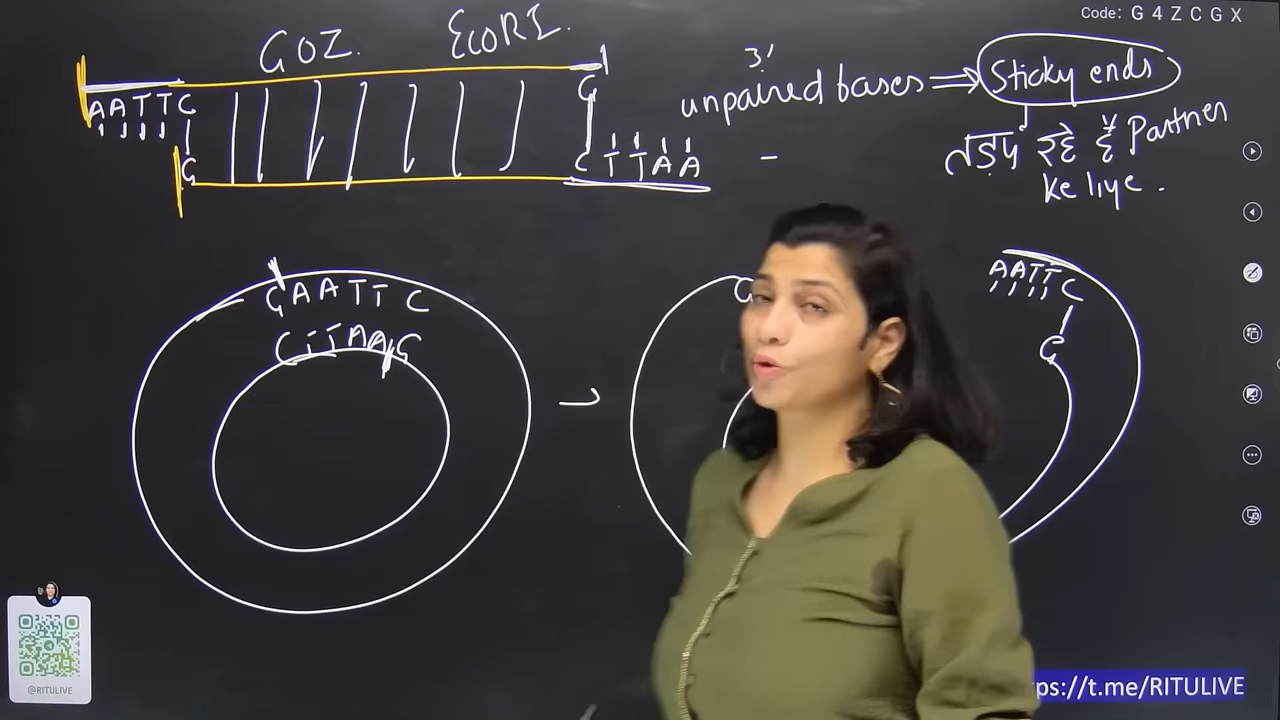 Code: G 4 Z C G X
GOI. EcoRI.
3'
unpaired bases ⇒ Sticky ends
AATTC G
G CTTAA -
तड़प रहे हैं Partner
ke liye .
GAATTC
CTTAAG
→
G
AATTC
G
@RITULIVE
ps://t.me/RITULIVE